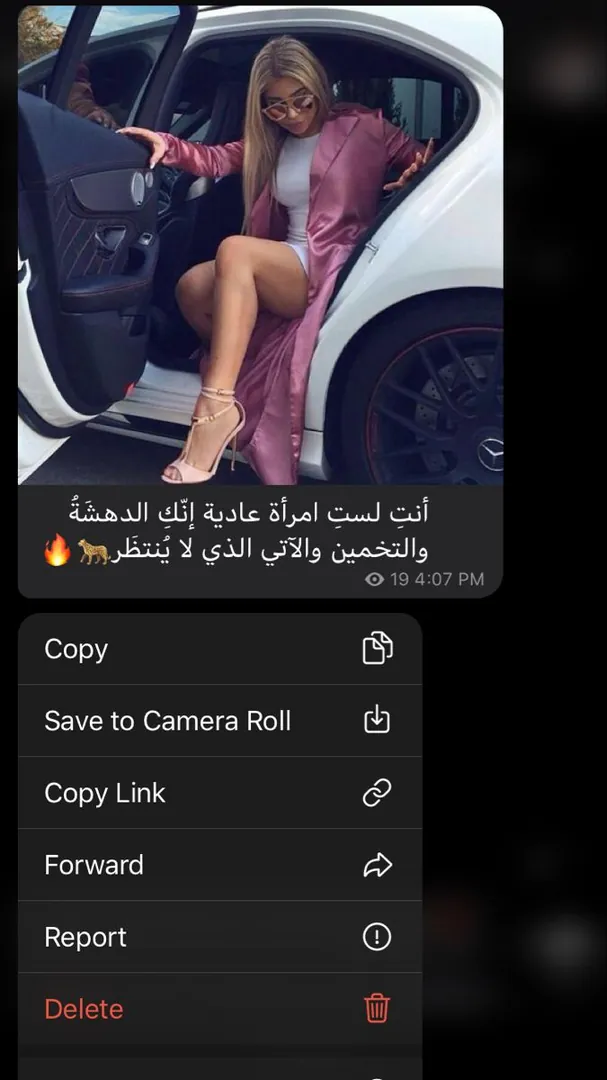 أنتِ لستِ امرأة عادية إنّكِ الدهشَةُ
والتخمين والآتي الذي لا يُنتظَر🐆🔥
19 4:07 PM
Copy
Save to Camera Roll
Copy Link
Forward
Report
Delete